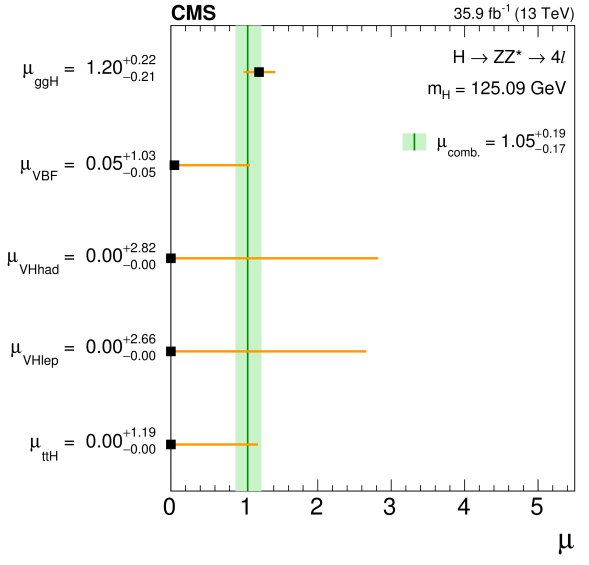 CMS 35.9 fb⁻¹ (13 TeV)
H → ZZ* → 4l
m_H = 125.09 GeV
μ_comb. = 1.05 +0.19 −0.17
μ_ggH = 1.20 +0.22 −0.21
μ_VBF = 0.05 +1.03 −0.05
μ_VHhad = 0.00 +2.82 −0.00
μ_VHlep = 0.00 +2.66 −0.00
μ_ttH = 0.00 +1.19 −0.00
0 1 2 3 4 5
μ